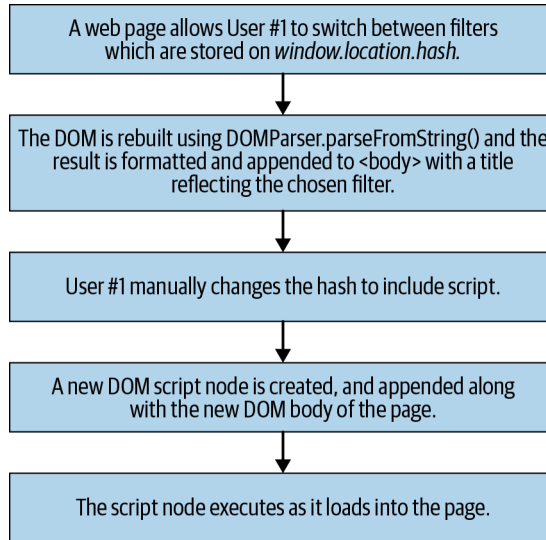 A web page allows User #1 to switch between filters
which are stored on window.location.hash.
The DOM is rebuilt using DOMParser.parseFromString() and the
result is formatted and appended to <body> with a title
reflecting the chosen filter.
User #1 manually changes the hash to include script.
A new DOM script node is created, and appended along
with the new DOM body of the page.
The script node executes as it loads into the page.